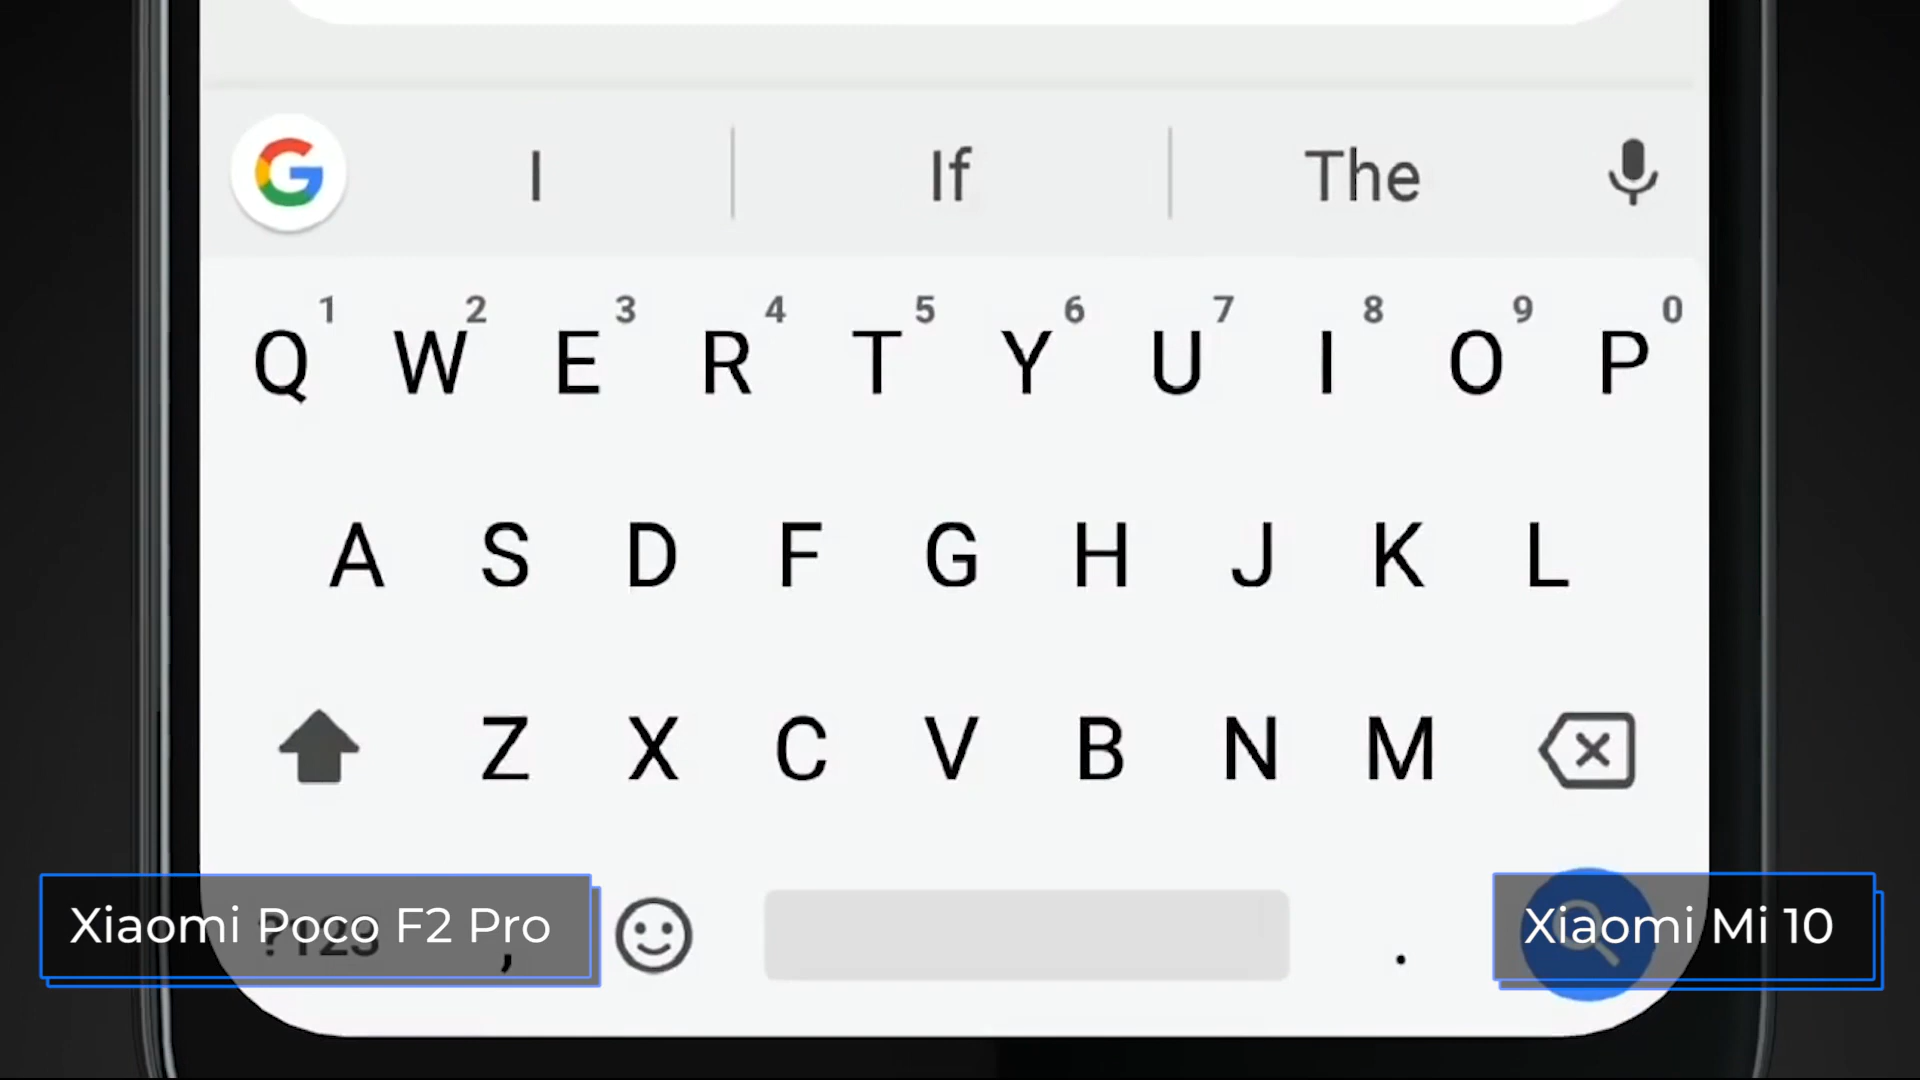 G I If The
1 2 3 4 5 6 7 8 9 0
Q W E R T Y U I O P
A S D F G H J K L
Z X C V B N M
?123 , .
Xiaomi Poco F2 Pro
Xiaomi Mi 10